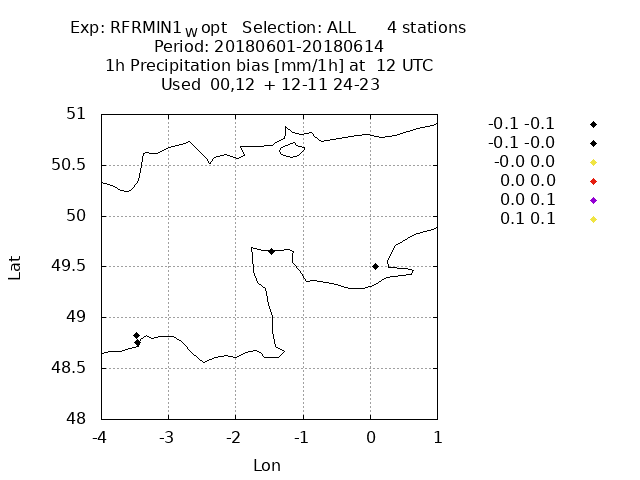 Exp: RFRMIN1 W opt   Selection: ALL      4 stations
Period: 20180601-20180614
1h Precipitation bias [mm/1h] at  12 UTC
Used  00,12  + 12-11 24-23
-0.1 -0.1
-0.1 -0.0
-0.0 0.0
0.0 0.0
0.0 0.1
0.1 0.1
51
50.5
50
49.5
49
48.5
48
Lat
-4 -3 -2 -1 0 1
Lon